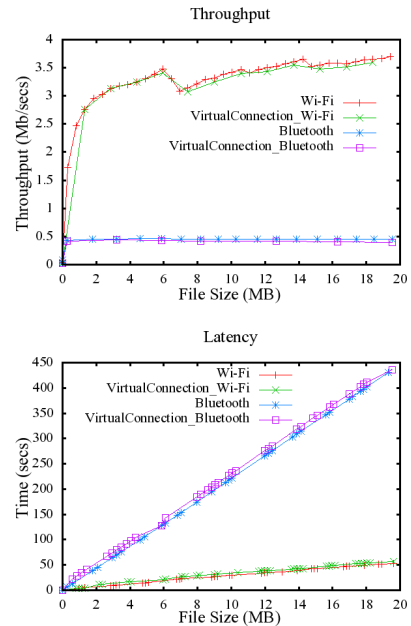 Throughput
Throughput (Mb/secs)
4
3.5
3
2.5
2
1.5
1
0.5
0
Wi-Fi
VirtualConnection_Wi-Fi
Bluetooth
VirtualConnection_Bluetooth
0 2 4 6 8 10 12 14 16 18 20
File Size (MB)
Latency
Time (secs)
450
400
350
300
250
200
150
100
50
0
Wi-Fi
VirtualConnection_Wi-Fi
Bluetooth
VirtualConnection_Bluetooth
0 2 4 6 8 10 12 14 16 18 20
File Size (MB)